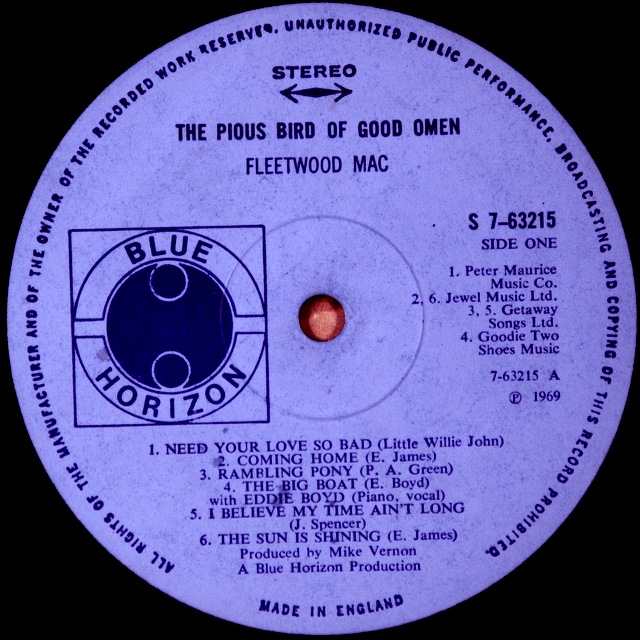 ALL RIGHTS OF THE MANUFACTURER AND OF THE OWNER OF THE RECORDED WORK RESERVED. UNAUTHORIZED PUBLIC PERFORMANCE, BROADCASTING AND COPYING OF THIS RECORD PROHIBITED.
STEREO
THE PIOUS BIRD OF GOOD OMEN
FLEETWOOD MAC
S 7–63215
SIDE ONE
BLUE
HORIZON
1. Peter Maurice
Music Co.
2, 6. Jewel Music Ltd.
3, 5. Getaway
Songs Ltd.
4. Goodie Two
Shoes Music
7-63215 A
℗ 1969
1. NEED YOUR LOVE SO BAD (Little Willie John)
2. COMING HOME (E. James)
3. RAMBLING PONY (P. A. Green)
4. THE BIG BOAT (E. Boyd)
with EDDIE BOYD (Piano, vocal)
5. I BELIEVE MY TIME AIN'T LONG
(J. Spencer)
6. THE SUN IS SHINING (E. James)
Produced by Mike Vernon
A Blue Horizon Production
MADE IN ENGLAND